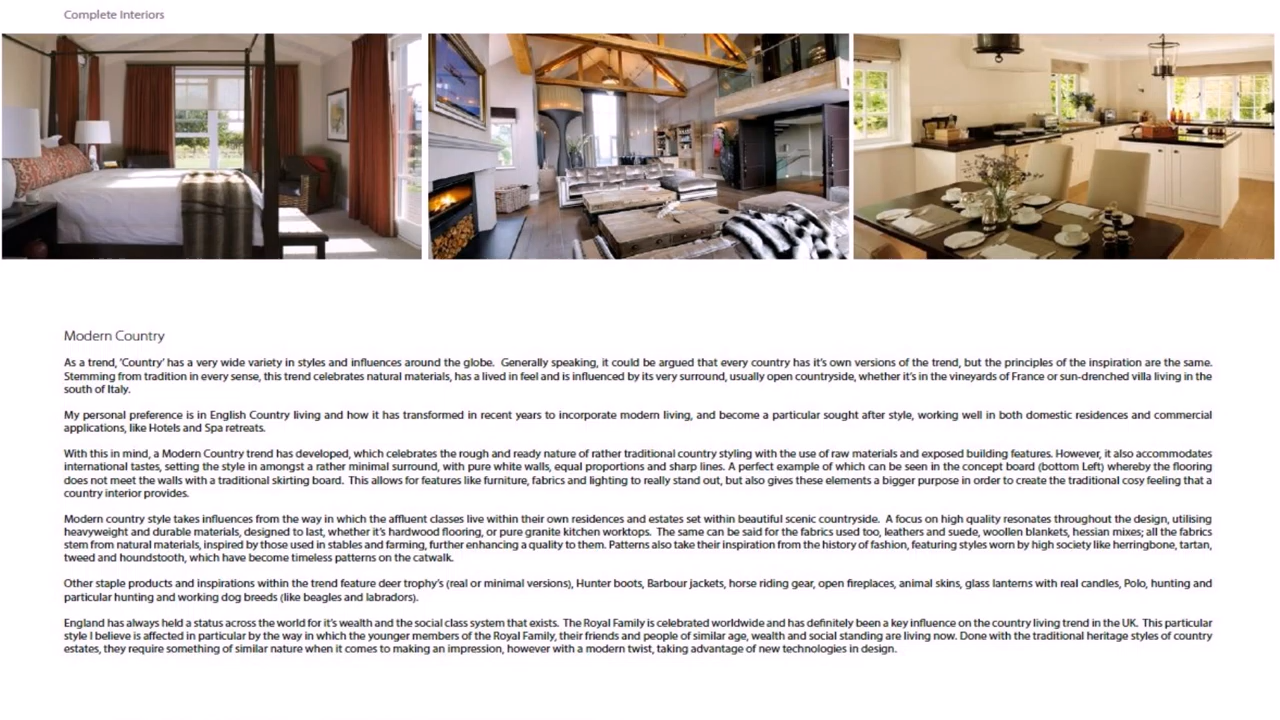 Complete Interiors
Modern Country
As a trend, 'Country' has a very wide variety in styles and influences around the globe.  Generally speaking, it could be argued that every country has it's own versions of the trend, but the principles of the inspiration are the same.
Stemming from tradition in every sense, this trend celebrates natural materials, has a lived in feel and is influenced by its very surround, usually open countryside, whether it's in the vineyards of France or sun-drenched villa living in the
south of Italy.
My personal preference is in English Country living and how it has transformed in recent years to incorporate modern living, and become a particular sought after style, working well in both domestic residences and commercial
applications, like Hotels and Spa retreats.
With this in mind, a Modern Country trend has developed, which celebrates the rough and ready nature of rather traditional country styling with the use of raw materials and exposed building features. However, it also accommodates
international tastes, setting the style in amongst a rather minimal surround, with pure white walls, equal proportions and sharp lines. A perfect example of which can be seen in the concept board (bottom Left) whereby the flooring
does not meet the walls with a traditional skirting board.  This allows for features like furniture, fabrics and lighting to really stand out, but also gives these elements a bigger purpose in order to create the traditional cosy feeling that a
country interior provides.
Modern country style takes influences from the way in which the affluent classes live within their own residences and estates set within beautiful scenic countryside.  A focus on high quality resonates throughout the design, utilising
heavyweight and durable materials, designed to last, whether it's hardwood flooring, or pure granite kitchen worktops.  The same can be said for the fabrics used too, leathers and suede, woollen blankets, hessian mixes; all the fabrics
stem from natural materials, inspired by those used in stables and farming, further enhancing a quality to them. Patterns also take their inspiration from the history of fashion, featuring styles worn by high society like herringbone, tartan,
tweed and houndstooth, which have become timeless patterns on the catwalk.
Other staple products and inspirations within the trend feature deer trophy's (real or minimal versions), Hunter boots, Barbour jackets, horse riding gear, open fireplaces, animal skins, glass lanterns with real candles, Polo, hunting and
particular hunting and working dog breeds (like beagles and labradors).
England has always held a status across the world for it's wealth and the social class system that exists.  The Royal Family is celebrated worldwide and has definitely been a key influence on the country living trend in the UK.  This particular
style I believe is affected in particular by the way in which the younger members of the Royal Family, their friends and people of similar age, wealth and social standing are living now. Done with the traditional heritage styles of country
estates, they require something of similar nature when it comes to making an impression, however with a modern twist, taking advantage of new technologies in design.